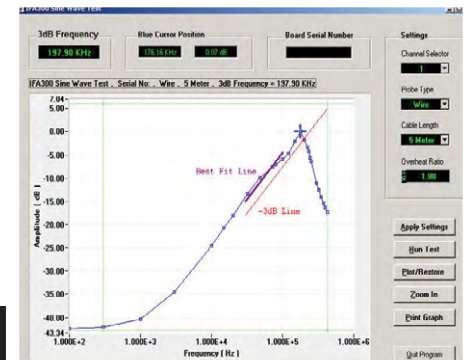 IFA300 Sine Wave Test
3dB Frequency
197.90 KHz
Blue Cursor Position
176.16 KHz
0.07 dB
Board Serial Number
Settings
Channel Selector
1
Probe Type
Wire
Cable Length
5 Meter
Overheat Ratio
1.00
IFA300 Sine Wave Test , Serial No: , Wire , 5 Meter , 3dB Frequency = 197.90 KHz
7.04
5.00
0.00
5.00
-10.00
-15.00
-20.00
-25.00
-30.00
-35.00
-40.00
-43.34
Amplitude ( dB )
Best Fit Line
-3dB Line
1.000E+2
1.000E+3
1.000E+4
1.000E+5
1.000E+6
Frequency ( Hz )
Apply Settings
Run Test
Plot/Restore
Zoom In
Print Graph
Quit Program